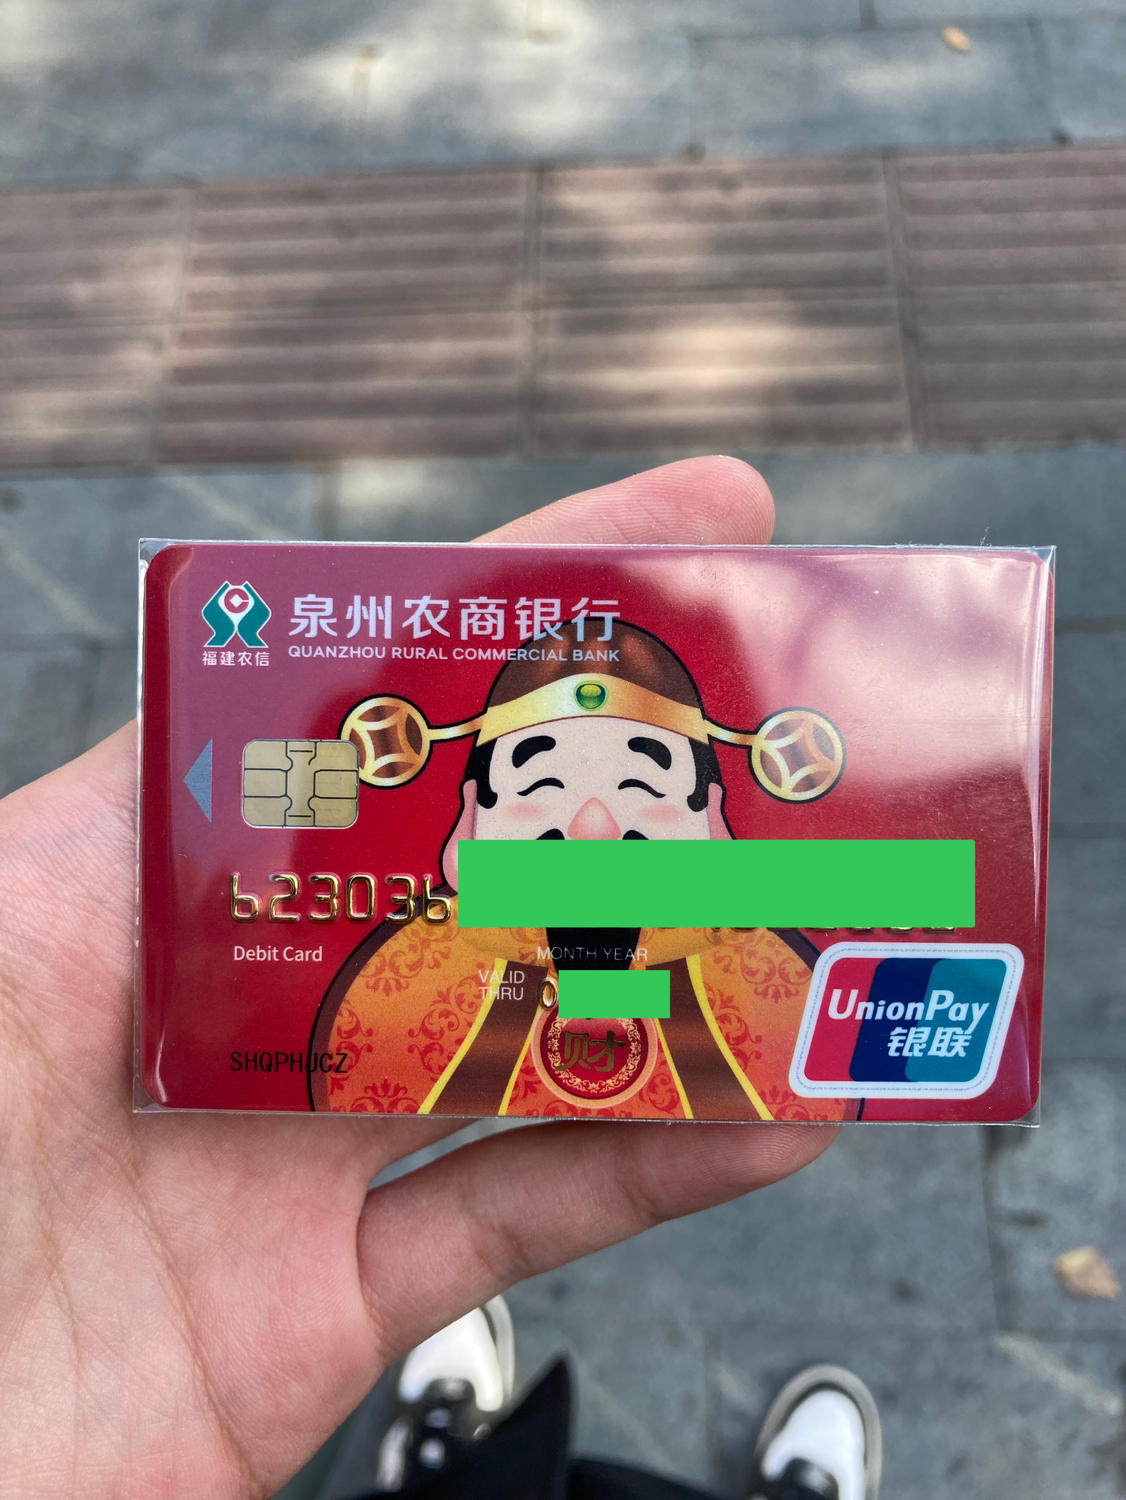 泉州农商银行
QUANZHOU RURAL COMMERCIAL BANK
福建农信
623036
Debit Card
MONTH YEAR
VALID
THRU
0
财
SHQPHJCZ
UnionPay
银联